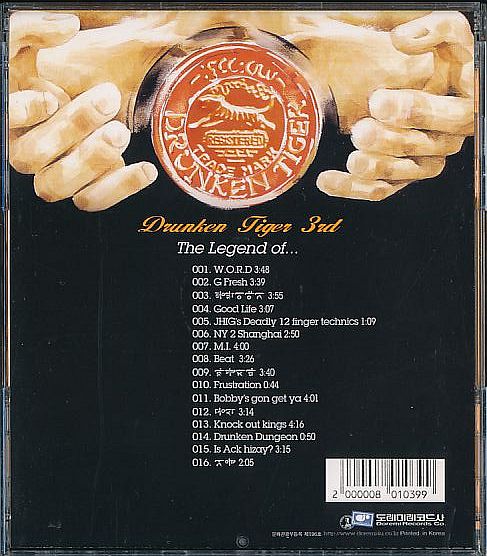 DRUNKEN TIGER
REGISTERED
TRADE MARK
Drunken Tiger 3rd
The Legend of...
001. W.O.R.D 3:48
002. G Fresh 3:39
003. 3:55
004. Good Life 3:07
005. JHIG's Deadly 12 finger technics 1:09
006. NY 2 Shanghai 2:50
007. M.I. 4:00
008. Beat 3:26
009. 3:40
010. Frustration 0:44
011. Bobby's gon get ya 4:01
012. 3:14
013. Knock out kings 4:16
014. Drunken Dungeon 0:50
015. Is Ack hizay? 3:15
016. 2:05
2 000008 010399
도레미레코드사
Doremi Records Co.
Printed in Korea